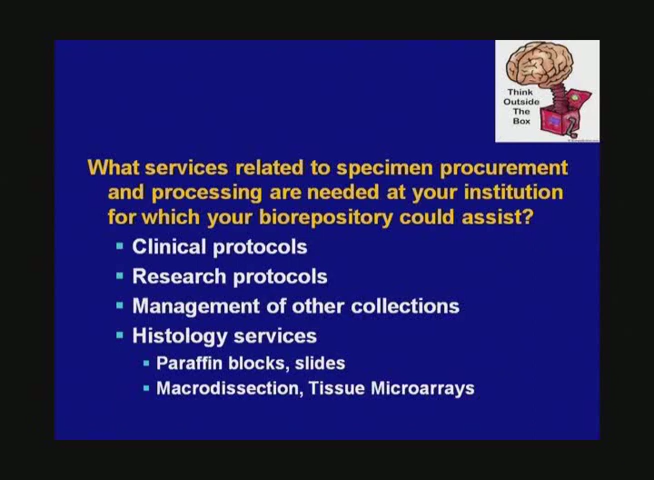 Think
Outside
The
Box
What services related to specimen procurement
and processing are needed at your institution
for which your biorepository could assist?
Clinical protocols
Research protocols
Management of other collections
Histology services
Paraffin blocks, slides
Macrodissection, Tissue Microarrays